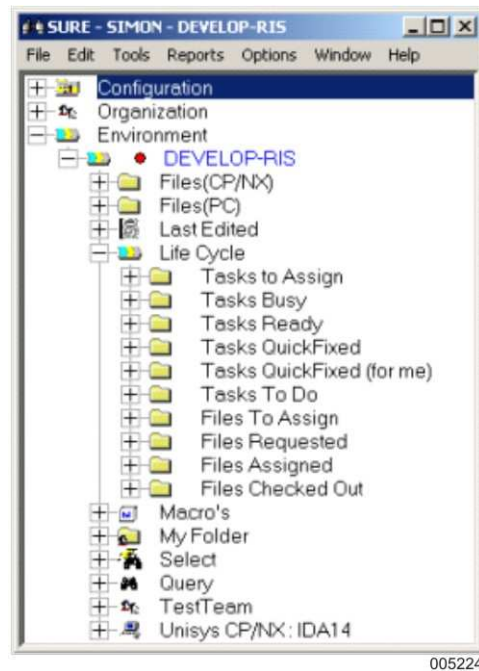 SURE - SIMON - DEVELOP-RIS
File Edit Tools Reports Options Window Help
Configuration
Organization
Environment
DEVELOP-RIS
Files(CP/NX)
Files(PC)
Last Edited
Life Cycle
Tasks to Assign
Tasks Busy
Tasks Ready
Tasks QuickFixed
Tasks QuickFixed (for me)
Tasks To Do
Files To Assign
Files Requested
Files Assigned
Files Checked Out
Macro's
My Folder
Select
Query
TestTeam
Unisys CP/NX : IDA14
005224